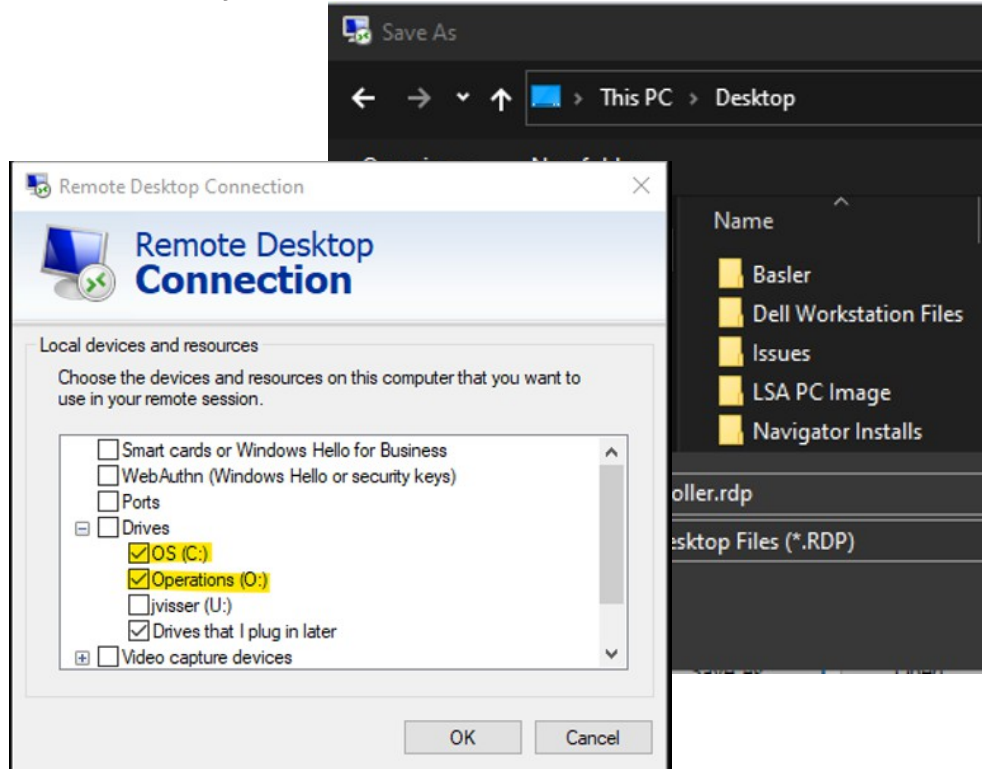 Save As
This PC > Desktop
Remote Desktop Connection
Remote Desktop
Connection
Local devices and resources
Choose the devices and resources on this computer that you want to
use in your remote session.
Smart cards or Windows Hello for Business
WebAuthn (Windows Hello or security keys)
Ports
Drives
OS (C:)
Operations (O:)
jvisser (U:)
Drives that I plug in later
Video capture devices
OK Cancel
Name
Basler
Dell Workstation Files
Issues
LSA PC Image
Navigator Installs
oller.rdp
esktop Files (*.RDP)